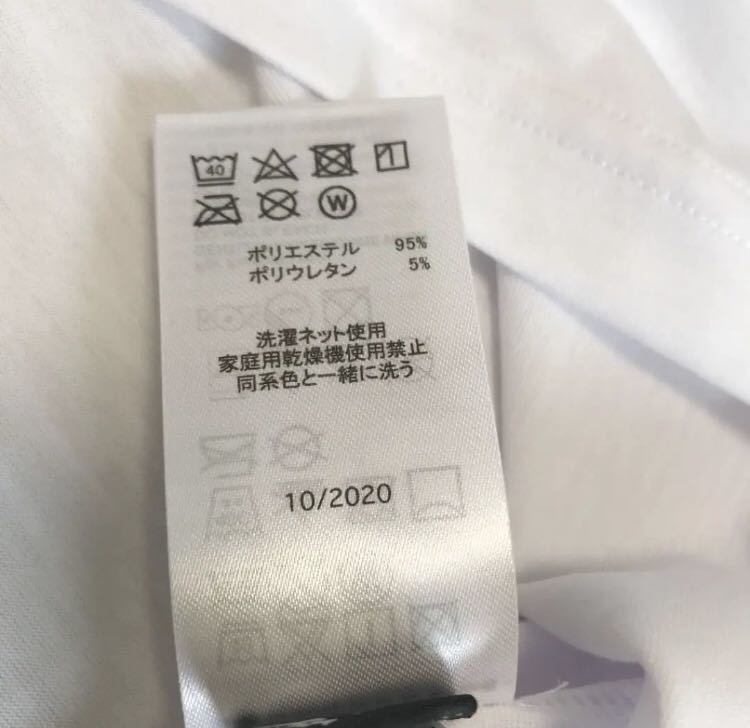 40
W
ポリエステル 95%
ポリウレタン 5%
洗濯ネット使用
家庭用乾燥機使用禁止
同系色と一緒に洗う
10/2020